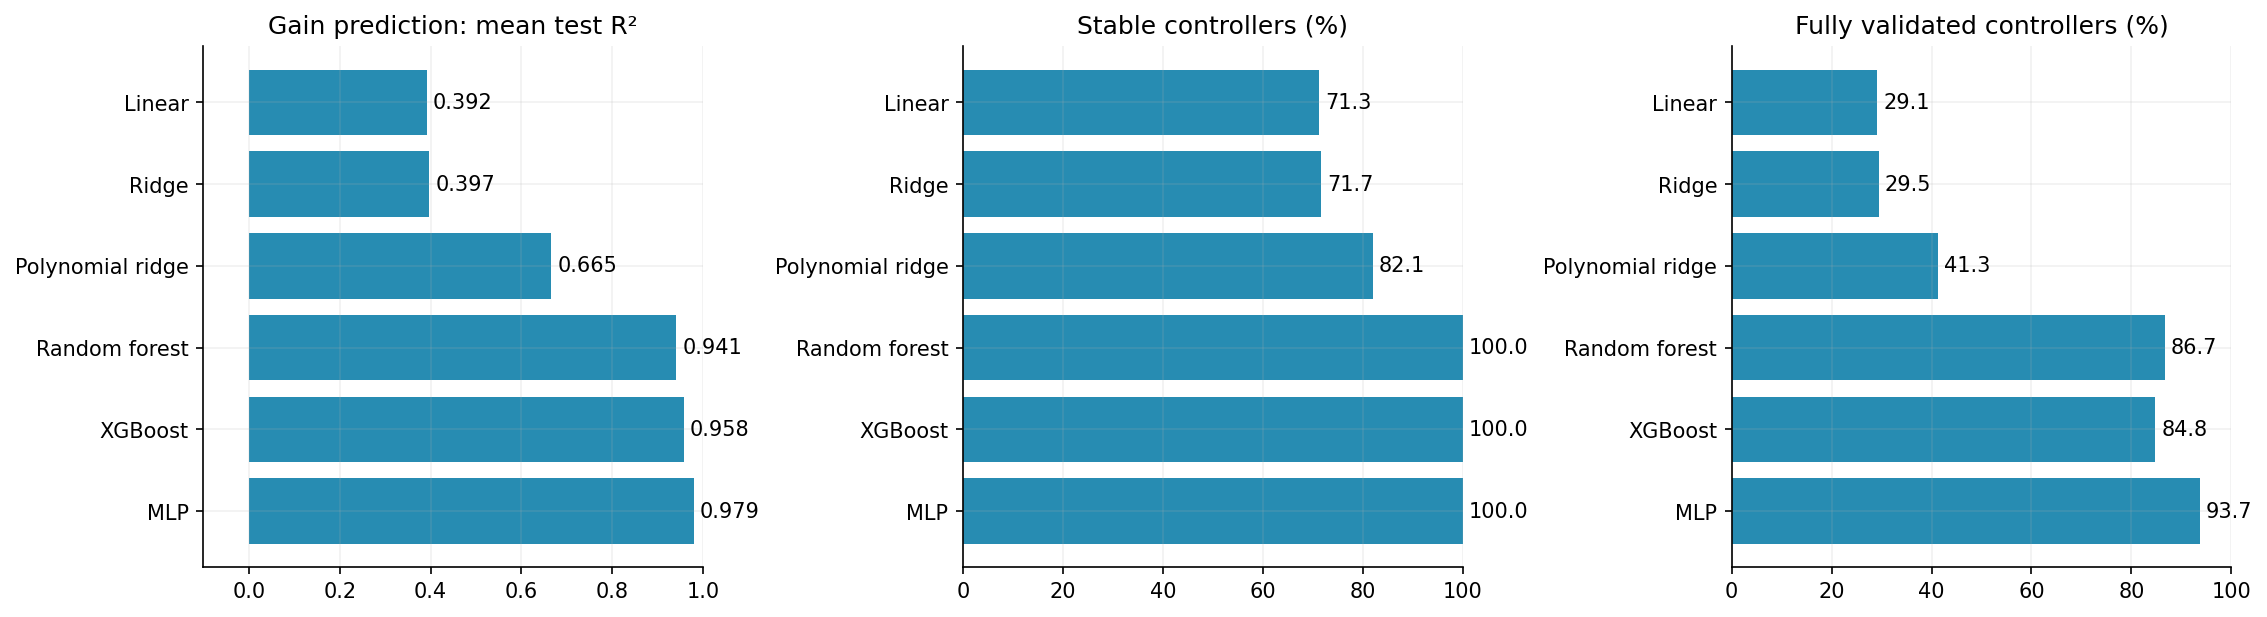 Gain prediction: mean test R²
Linear
0.392
Ridge
0.397
Polynomial ridge
0.665
Random forest
0.941
XGBoost
0.958
MLP
0.979
0.0 0.2 0.4 0.6 0.8 1.0
Stable controllers (%)
Linear
71.3
Ridge
71.7
Polynomial ridge
82.1
Random forest
100.0
XGBoost
100.0
MLP
100.0
0 20 40 60 80 100
Fully validated controllers (%)
Linear
29.1
Ridge
29.5
Polynomial ridge
41.3
Random forest
86.7
XGBoost
84.8
MLP
93.7
0 20 40 60 80 100